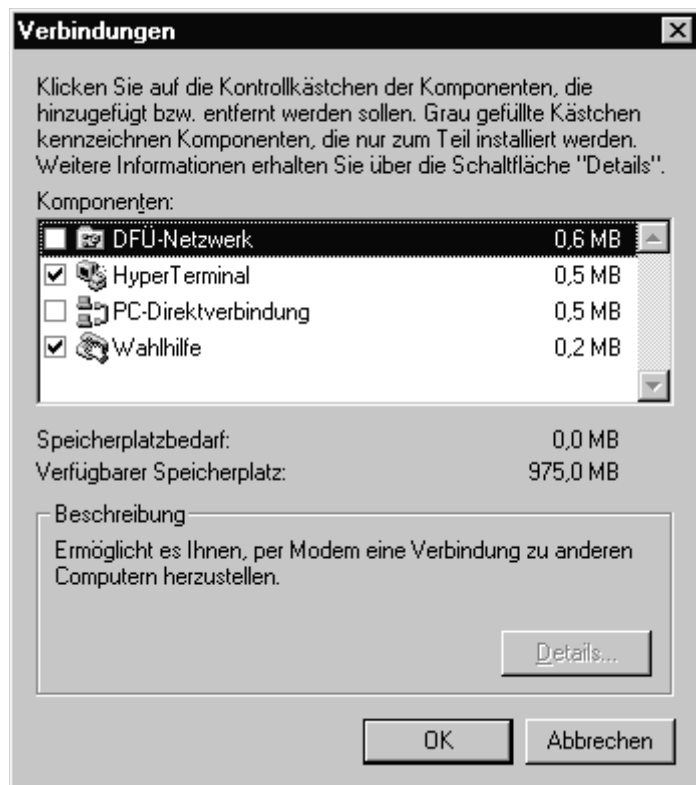 Verbindungen
Klicken Sie auf die Kontrollkästchen der Komponenten, die
hinzugefügt bzw. entfernt werden sollen. Grau gefüllte Kästchen
kennzeichnen Komponenten, die nur zum Teil installiert werden.
Weitere Informationen erhalten Sie über die Schaltfläche "Details".
Komponenten:
DFÜ-Netzwerk 0,6 MB
HyperTerminal 0,5 MB
PC-Direktverbindung 0,5 MB
Wahlhilfe 0,2 MB
Speicherplatzbedarf: 0,0 MB
Verfügbarer Speicherplatz: 975,0 MB
Beschreibung
Ermöglicht es Ihnen, per Modem eine Verbindung zu anderen
Computern herzustellen.
Details...
OK Abbrechen